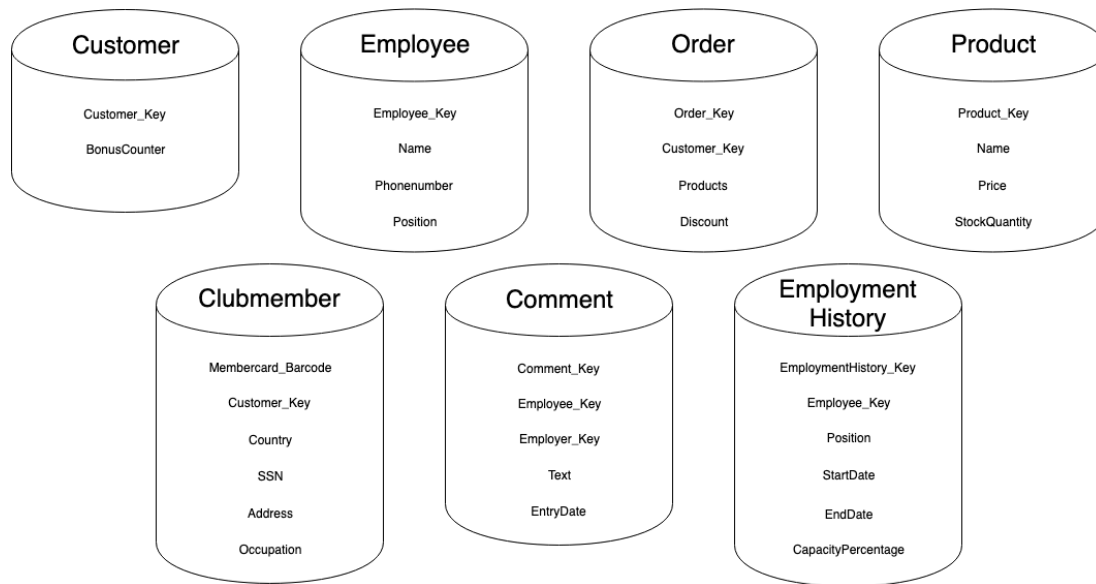 Customer
Customer_Key
BonusCounter
Employee
Employee_Key
Name
Phonenumber
Position
Order
Order_Key
Customer_Key
Products
Discount
Product
Product_Key
Name
Price
StockQuantity
Clubmember
Membercard_Barcode
Customer_Key
Country
SSN
Address
Occupation
Comment
Comment_Key
Employee_Key
Employer_Key
Text
EntryDate
Employment
History
EmploymentHistory_Key
Employee_Key
Position
StartDate
EndDate
CapacityPercentage